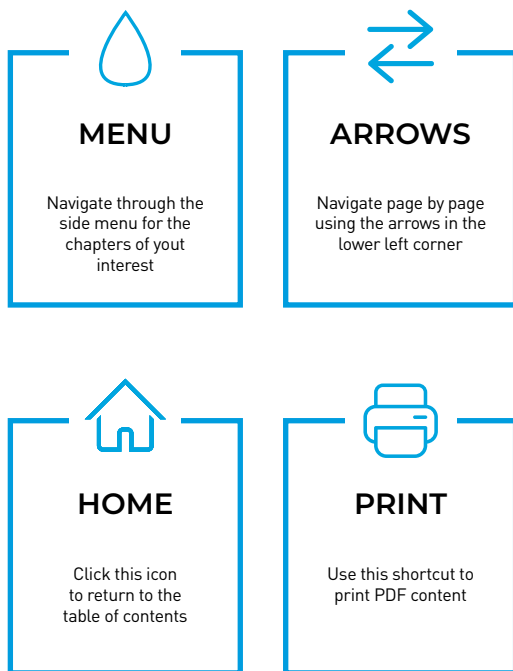 MENU
Navigate through the
side menu for the
chapters of yout
interest
ARROWS
Navigate page by page
using the arrows in the
lower left corner
HOME
Click this icon
to return to the
table of contents
PRINT
Use this shortcut to
print PDF content